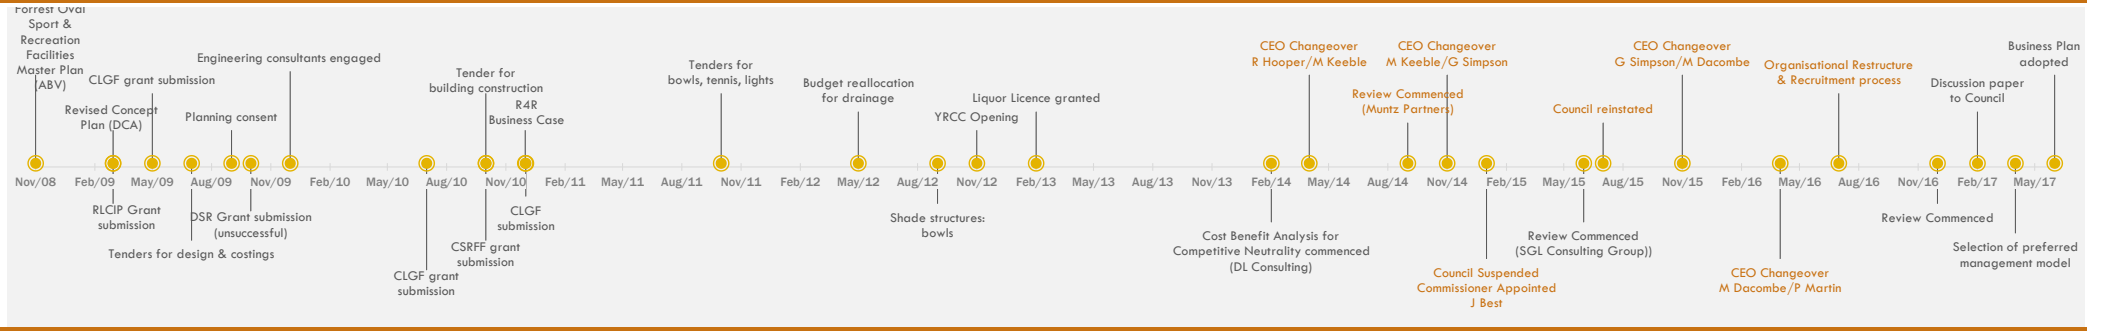 Forrest Oval
Sport &
Recreation
Facilities
Master Plan
(ABV)
Revised Concept
Plan (DCA)
CLGF grant submission
Planning consent
Engineering consultants engaged
Tender for
building construction
R4R
Business Case
Tenders for
bowls, tennis, lights
Budget reallocation
for drainage
YRCC Opening
Liquor Licence granted
CEO Changeover
R Hooper/M Keeble
Review Commenced
(Muntz Partners)
CEO Changeover
M Keeble/G Simpson
Council reinstated
CEO Changeover
G Simpson/M Dacombe
Organisational Restructure
& Recruitment process
Discussion paper
to Council
Business Plan
adopted
Nov/08
Feb/09
May/09
Aug/09
Nov/09
Feb/10
May/10
Aug/10
Nov/10
Feb/11
May/11
Aug/11
Nov/11
Feb/12
May/12
Aug/12
Nov/12
Feb/13
May/13
Aug/13
Nov/13
Feb/14
May/14
Aug/14
Nov/14
Feb/15
May/15
Aug/15
Nov/15
Feb/16
May/16
Aug/16
Nov/16
Feb/17
May/17
RLCIP Grant
submission
Tenders for design & costings
DSR Grant submission
(unsuccessful)
CLGF grant
submission
CSRFF grant
submission
CLGF
submission
Shade structures:
bowls
Cost Benefit Analysis for
Competitive Neutrality commenced
(DL Consulting)
Council Suspended
Commissioner Appointed
J Best
Review Commenced
(SGL Consulting Group))
CEO Changeover
M Dacombe/P Martin
Review Commenced
Selection of preferred
management model